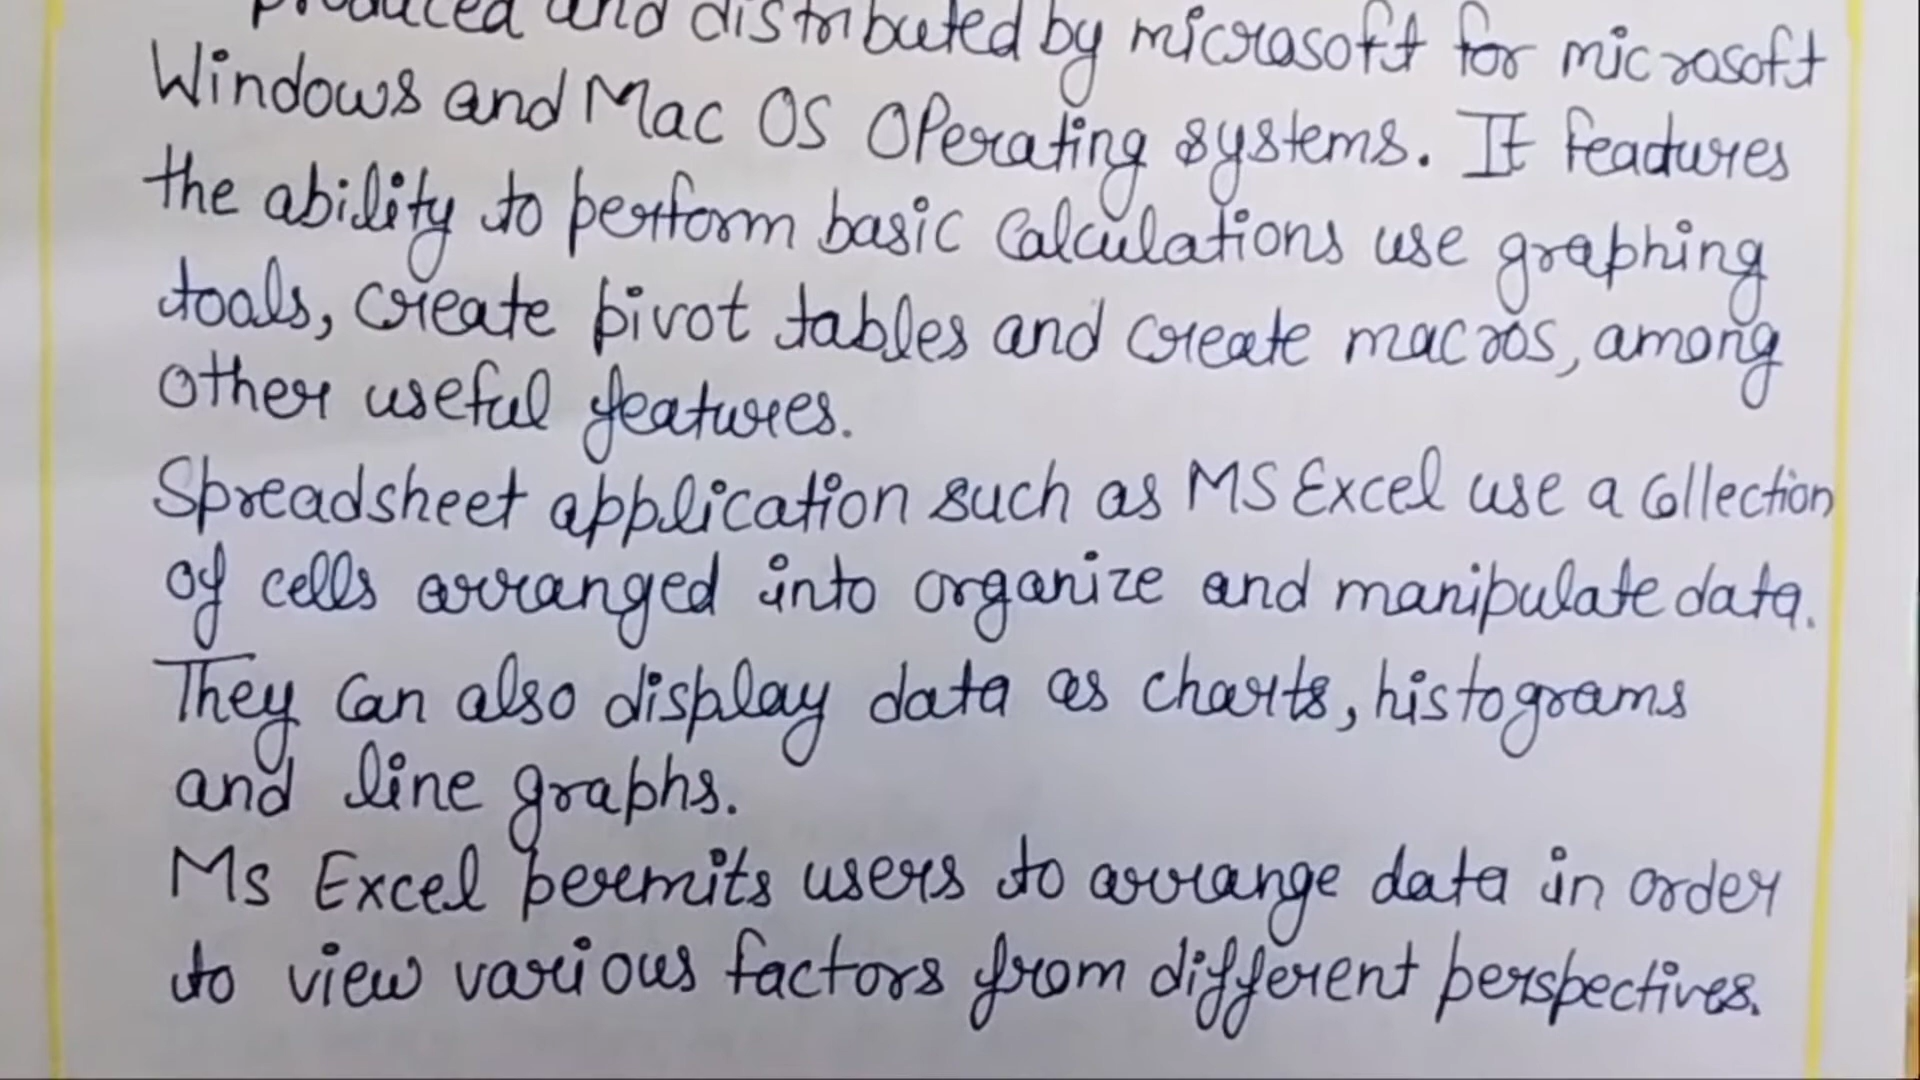 produced and distributed by microsoft for microsoft
Windows and Mac OS Operating systems. It features
the ability to perform basic Calculations use graphing
tools, create pivot tables and create macros, among
other useful features.
Spreadsheet application such as MS Excel use a Collection
of cells arranged into organize and manipulate data.
They Can also display data as charts, histograms
and line graphs.
Ms Excel permits users to arrange data in order
to view various factors from different perspectives.